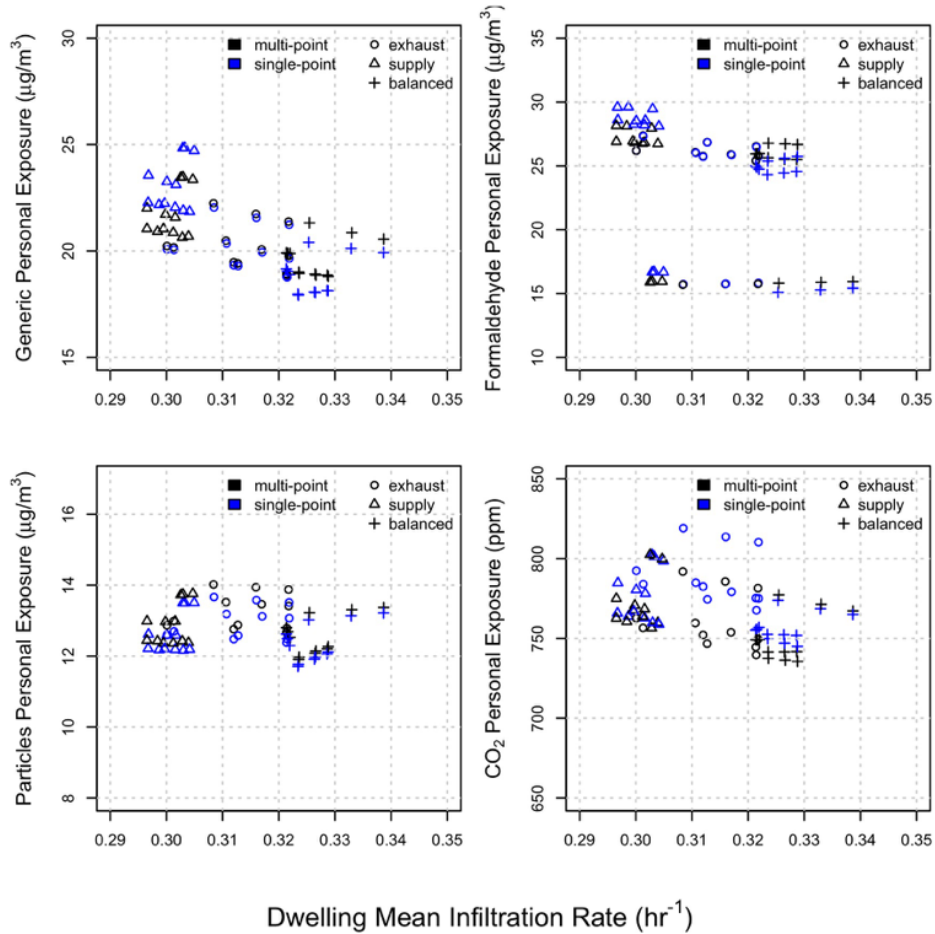 Generic Personal Exposure (µg/m³)
30
25
20
15
multi-point
single-point
exhaust
supply
balanced
0.29 0.30 0.31 0.32 0.33 0.34 0.35
Formaldehyde Personal Exposure (µg/m³)
35
30
25
20
15
10
multi-point
single-point
exhaust
supply
balanced
0.29 0.30 0.31 0.32 0.33 0.34 0.35
Particles Personal Exposure (µg/m³)
16
14
12
10
8
multi-point
single-point
exhaust
supply
balanced
0.29 0.30 0.31 0.32 0.33 0.34 0.35
CO₂ Personal Exposure (ppm)
850
800
750
700
650
multi-point
single-point
exhaust
supply
balanced
0.29 0.30 0.31 0.32 0.33 0.34 0.35
Dwelling Mean Infiltration Rate (hr⁻¹)